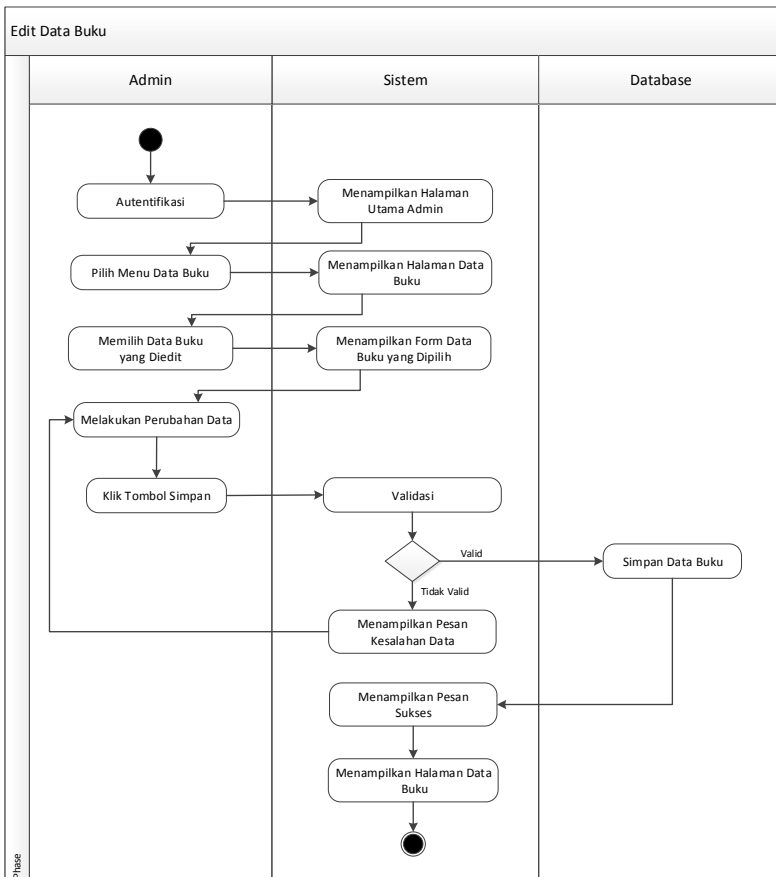 Edit Data Buku
Admin
Sistem
Database
Autentifikasi
Menampilkan Halaman
Utama Admin
Pilih Menu Data Buku
Menampilkan Halaman Data
Buku
Memilih Data Buku
yang Diedit
Menampilkan Form Data
Buku yang Dipilih
Melakukan Perubahan Data
Klik Tombol Simpan
Validasi
Valid
Simpan Data Buku
Tidak Valid
Menampilkan Pesan
Kesalahan Data
Menampilkan Pesan
Sukses
Menampilkan Halaman Data
Buku
Phase